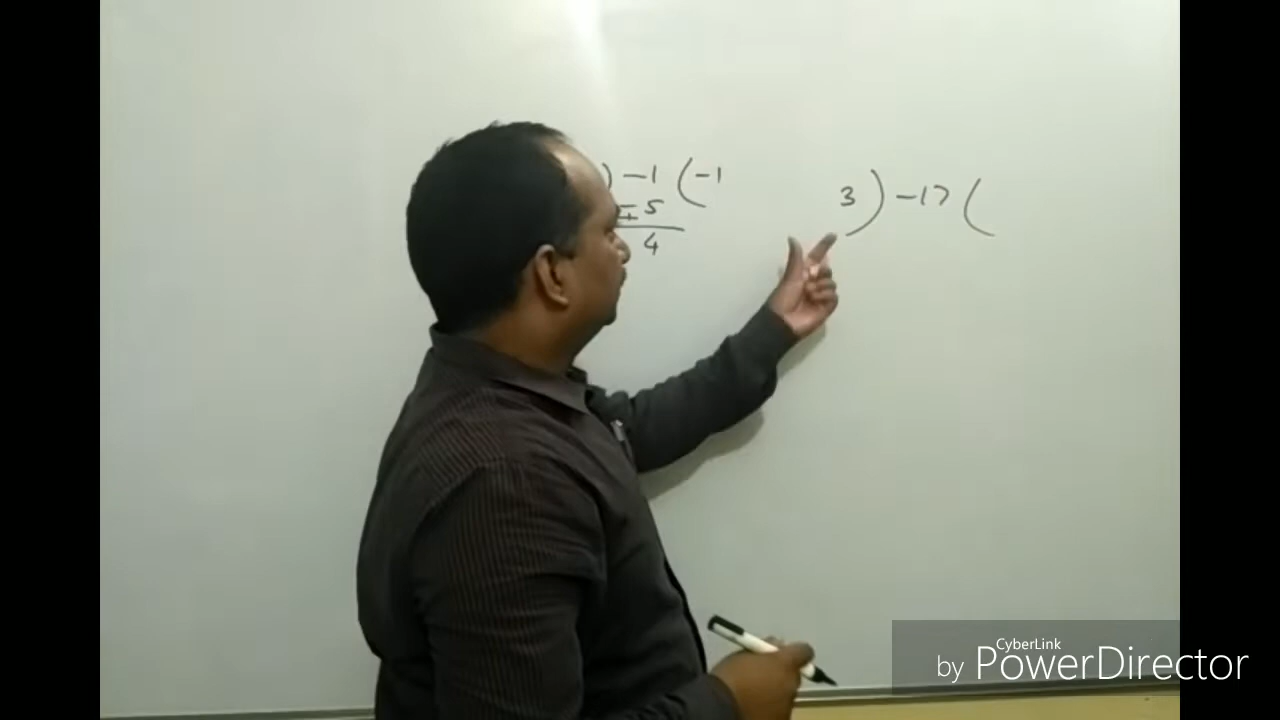 ) -1 ( -1
- 5
+
4
3 ) -17 (
CyberLink
by PowerDirector